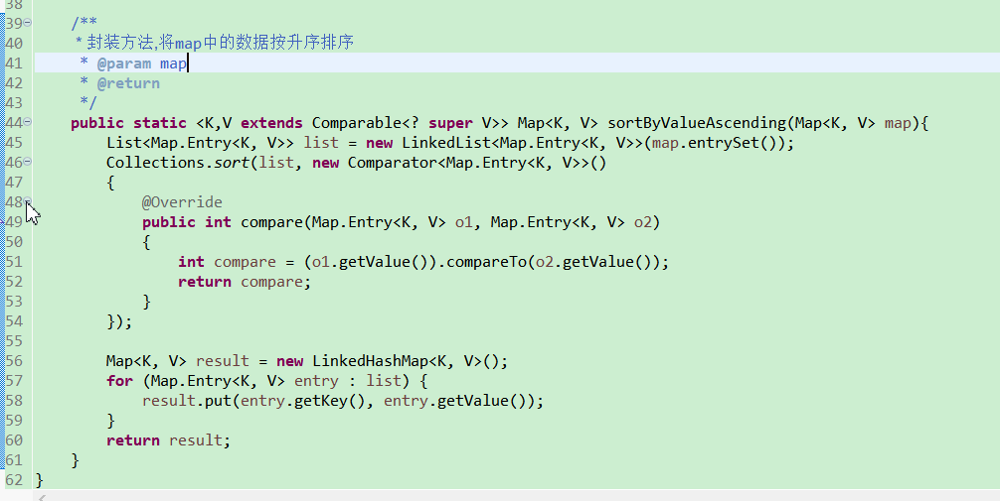 38
39 /**
40 * 封装方法,将map中的数据按升序排序
41 * @param map
42 * @return
43 */
44 public static <K,V extends Comparable<? super V>> Map<K, V> sortByValueAscending(Map<K, V> map){
45 List<Map.Entry<K, V>> list = new LinkedList<Map.Entry<K, V>>(map.entrySet());
46 Collections.sort(list, new Comparator<Map.Entry<K, V>>()
47 {
48 @Override
49 public int compare(Map.Entry<K, V> o1, Map.Entry<K, V> o2)
50 {
51 int compare = (o1.getValue()).compareTo(o2.getValue());
52 return compare;
53 }
54 });
55
56 Map<K, V> result = new LinkedHashMap<K, V>();
57 for (Map.Entry<K, V> entry : list) {
58 result.put(entry.getKey(), entry.getValue());
59 }
60 return result;
61 }
62 }